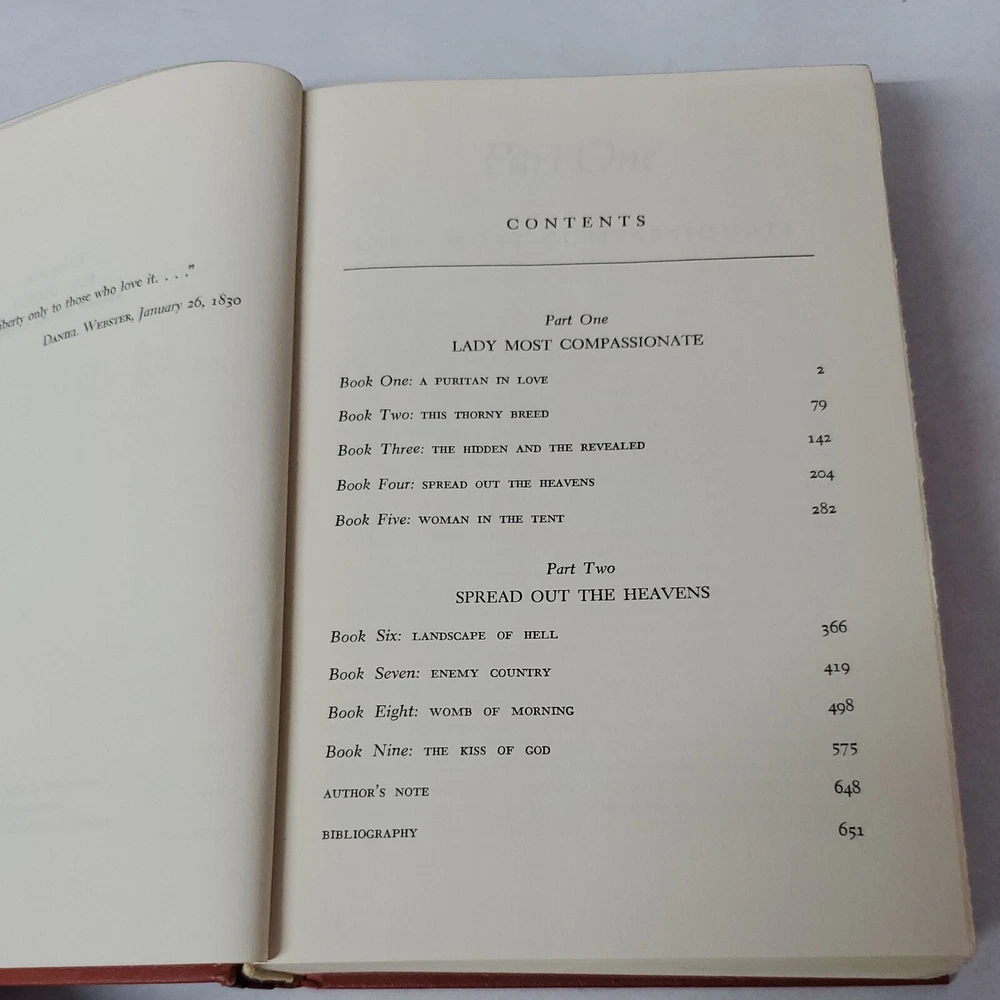 liberty only to those who love it. . . ."
DANIEL WEBSTER, January 26, 1830
CONTENTS
Part One
LADY MOST COMPASSIONATE
Book One: A PURITAN IN LOVE 2
Book Two: THIS THORNY BREED 79
Book Three: THE HIDDEN AND THE REVEALED 142
Book Four: SPREAD OUT THE HEAVENS 204
Book Five: WOMAN IN THE TENT 282
Part Two
SPREAD OUT THE HEAVENS
Book Six: LANDSCAPE OF HELL 366
Book Seven: ENEMY COUNTRY 419
Book Eight: WOMB OF MORNING 498
Book Nine: THE KISS OF GOD 575
AUTHOR'S NOTE 648
BIBLIOGRAPHY 651